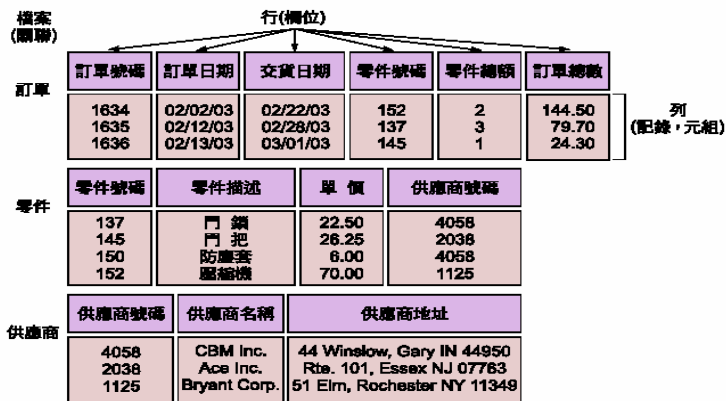 檔案
(關聯)
行(欄位)
訂單
訂單號碼 訂單日期 交貨日期 零件號碼 零件總額 訂單總數
1634 02/02/03 02/22/03 152 2 144.50
1635 02/12/03 02/28/03 137 3 79.70
1636 02/13/03 03/01/03 145 1 24.30
列
(記錄,元組)
零件
零件號碼 零件描述 單 價 供應商號碼
137 門 鎖 22.50 4058
145 門 把 26.25 2038
150 防塵套 6.00 4058
152 壓縮機 70.00 1125
供應商
供應商號碼 供應商名稱 供應商地址
4058 CBM Inc. 44 Winslow, Gary IN 44950
2038 Ace Inc. Rte. 101, Essex NJ 07763
1125 Bryant Corp. 51 Elm, Rochester NY 11349